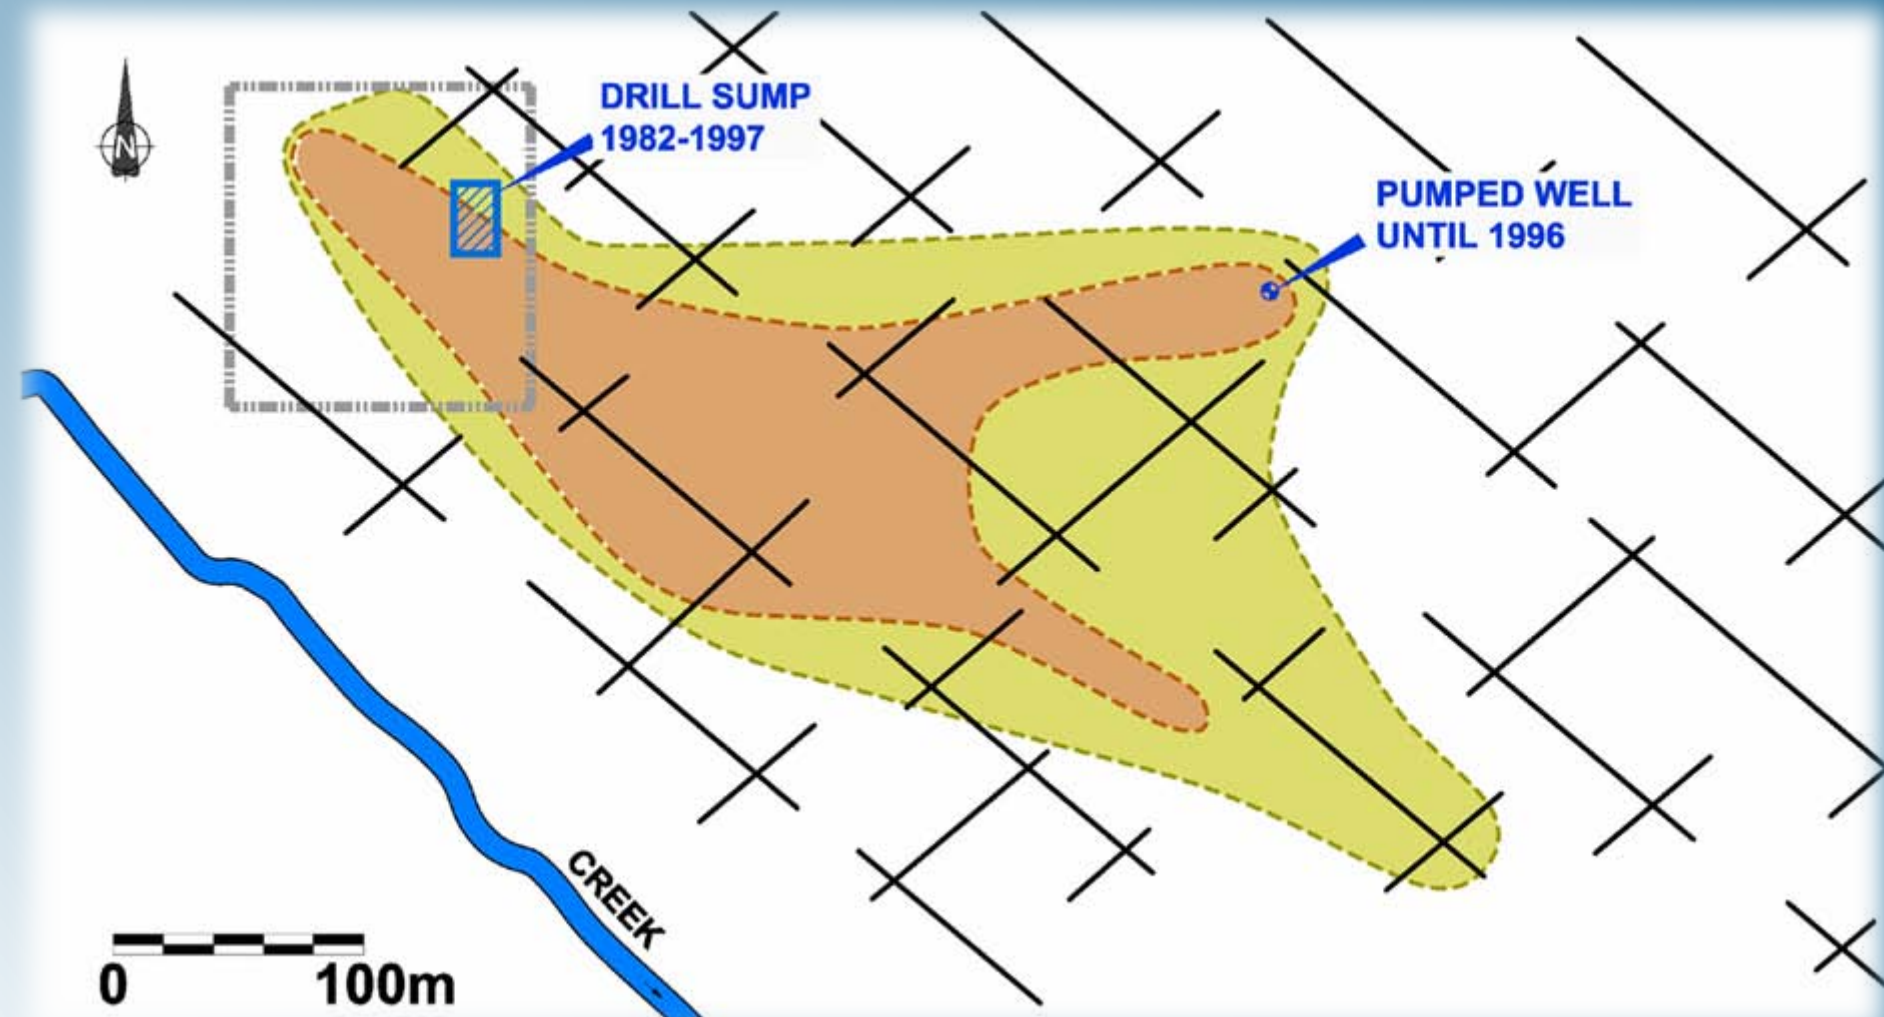 N
DRILL SUMP
1982-1997
PUMPED WELL
UNTIL 1996
CREEK
0 100m